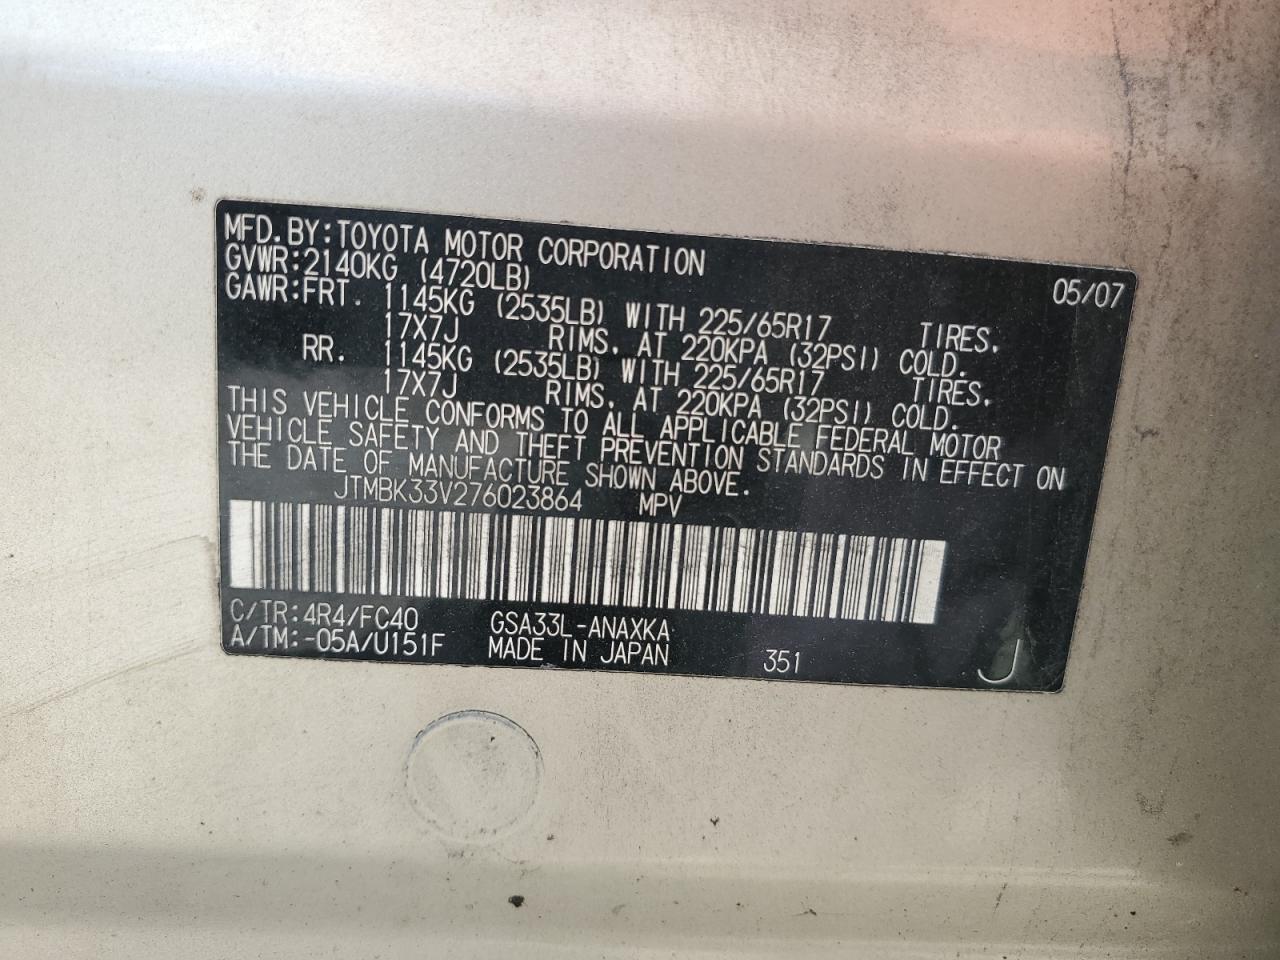 MFD.BY:TOYOTA MOTOR CORPORATION 05/07
GVWR:2140KG (4720LB)
GAWR:FRT. 1145KG (2535LB) WITH 225/65R17 TIRES,
17X7J RIMS, AT 220KPA (32PSI) COLD.
RR. 1145KG (2535LB) WITH 225/65R17 TIRES,
17X7J RIMS, AT 220KPA (32PSI) COLD.
THIS VEHICLE CONFORMS TO ALL APPLICABLE FEDERAL MOTOR
VEHICLE SAFETY AND THEFT PREVENTION STANDARDS IN EFFECT ON
THE DATE OF MANUFACTURE SHOWN ABOVE.
JTMBK33V276023864 MPV
C/TR:4R4/FC40 GSA33L-ANAXKA
A/TM:-05A/U151F MADE IN JAPAN 351 J